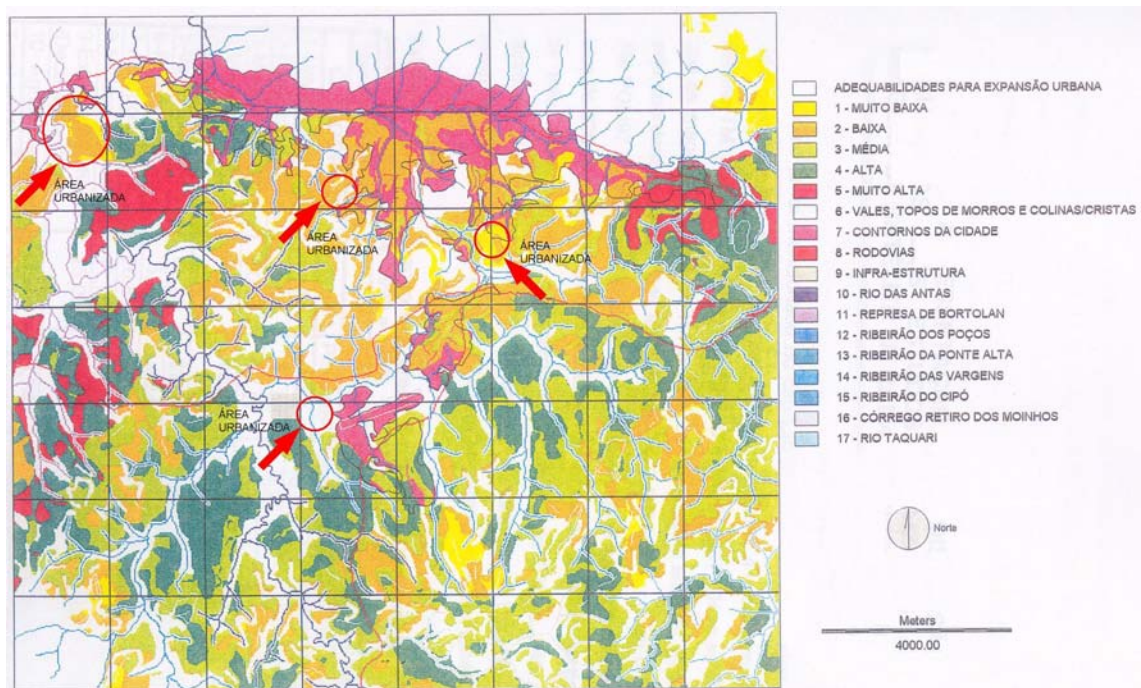 ÁREA
URBANIZADA
ÁREA
URBANIZADA
ÁREA
URBANIZADA
ÁREA
URBANIZADA
ADEQUABILIDADES PARA EXPANSÃO URBANA
1 - MUITO BAIXA
2 - BAIXA
3 - MÉDIA
4 - ALTA
5 - MUITO ALTA
6 - VALES, TOPOS DE MORROS E COLINAS/CRISTAS
7 - CONTORNOS DA CIDADE
8 - RODOVIAS
9 - INFRA-ESTRUTURA
10 - RIO DAS ANTAS
11 - REPRESA DE BORTOLAN
12 - RIBEIRÃO DOS POÇOS
13 - RIBEIRÃO DA PONTE ALTA
14 - RIBEIRÃO DAS VARGENS
15 - RIBEIRÃO DO CIPÓ
16 - CÓRREGO RETIRO DOS MOINHOS
17 - RIO TAQUARI
Norte
Meters
4000.00